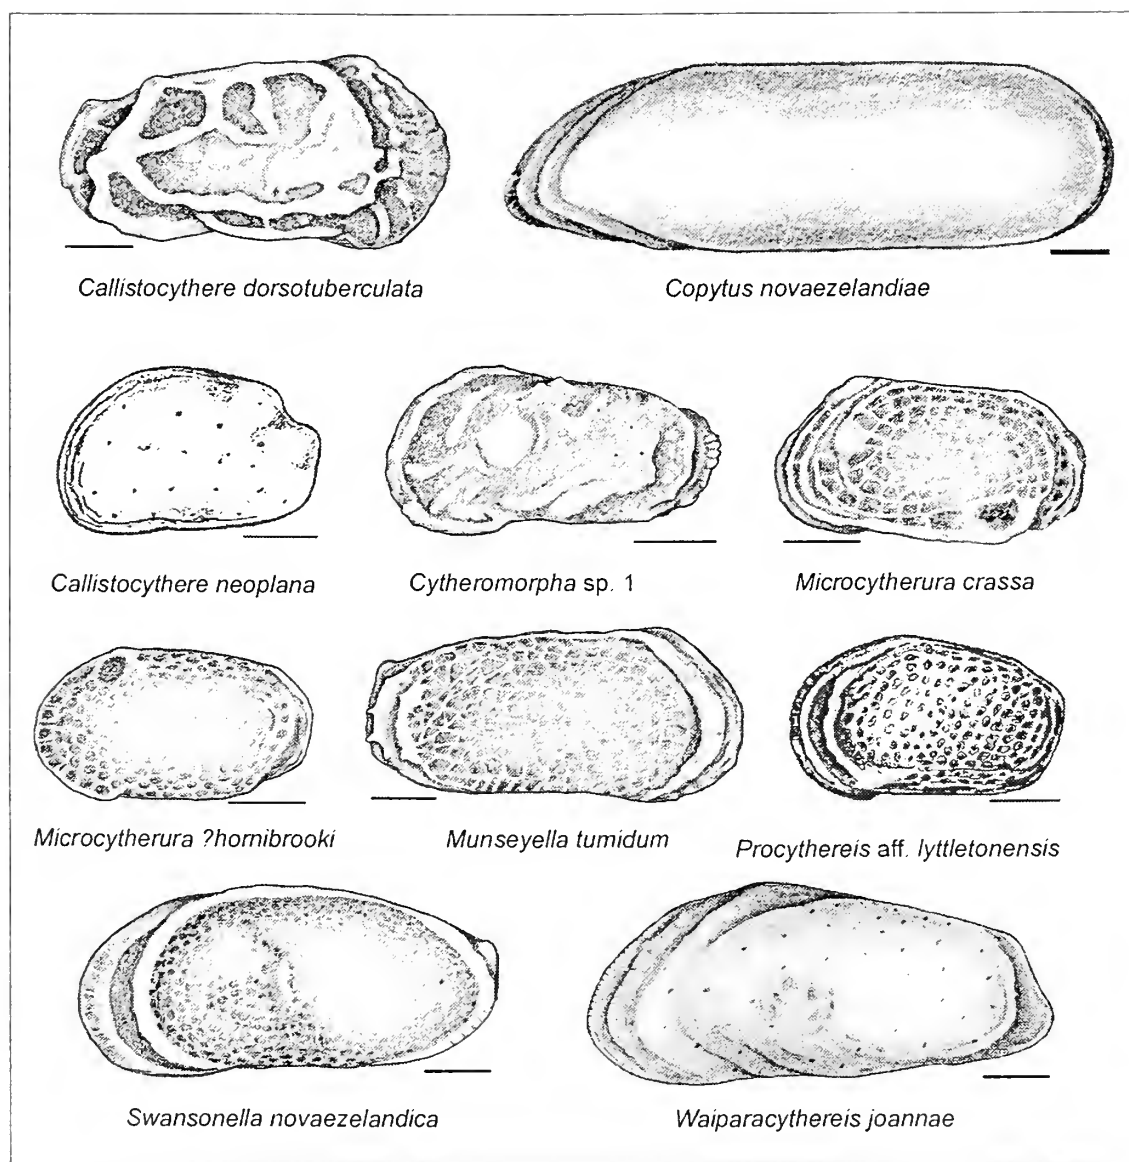 Callistocythere dorsotuberculata
Copytus novaezelandiae
Callistocythere neoplana
Cytheromorpha sp. 1
Microcytherura crassa
Microcytherura ?hornibrooki
Munseyella tumidum
Procythereis aff. lyttletonensis
Swansonella novaezelandica
Waiparacythereis joannae